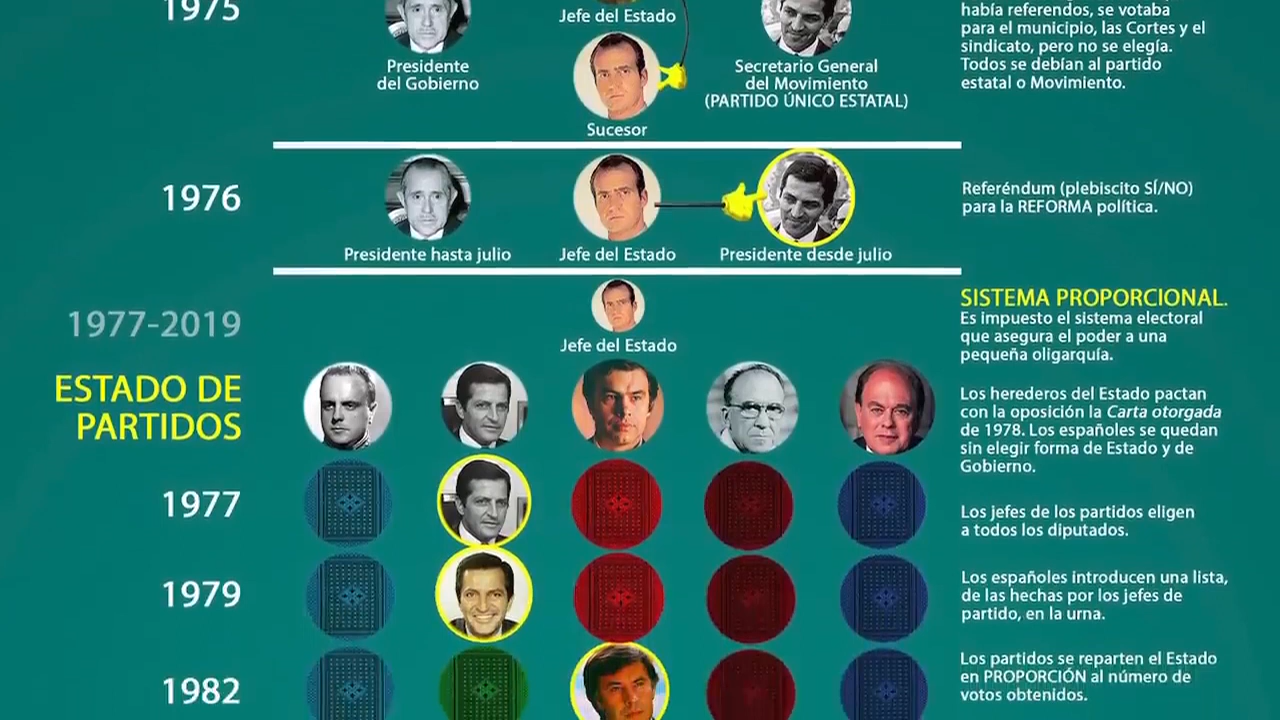 1975
Presidente
del Gobierno
Jefe del Estado
Sucesor
Secretario General
del Movimiento
(PARTIDO ÚNICO ESTATAL)
había referendos, se votaba
para el municipio, las Cortes y el
sindicato, pero no se elegía.
Todos se debían al partido
estatal o Movimiento.
1976
Presidente hasta julio
Jefe del Estado
Presidente desde julio
Referéndum (plebiscito SÍ/NO)
para la REFORMA política.
1977-2019
Jefe del Estado
ESTADO DE
PARTIDOS
SISTEMA PROPORCIONAL.
Es impuesto el sistema electoral
que asegura el poder a una
pequeña oligarquía.
Los herederos del Estado pactan
con la oposición la Carta otorgada
de 1978. Los españoles se quedan
sin elegir forma de Estado y de
Gobierno.
1977
Los jefes de los partidos eligen
a todos los diputados.
1979
Los españoles introducen una lista,
de las hechas por los jefes de
partido, en la urna.
1982
Los partidos se reparten el Estado
en PROPORCIÓN al número de
votos obtenidos.